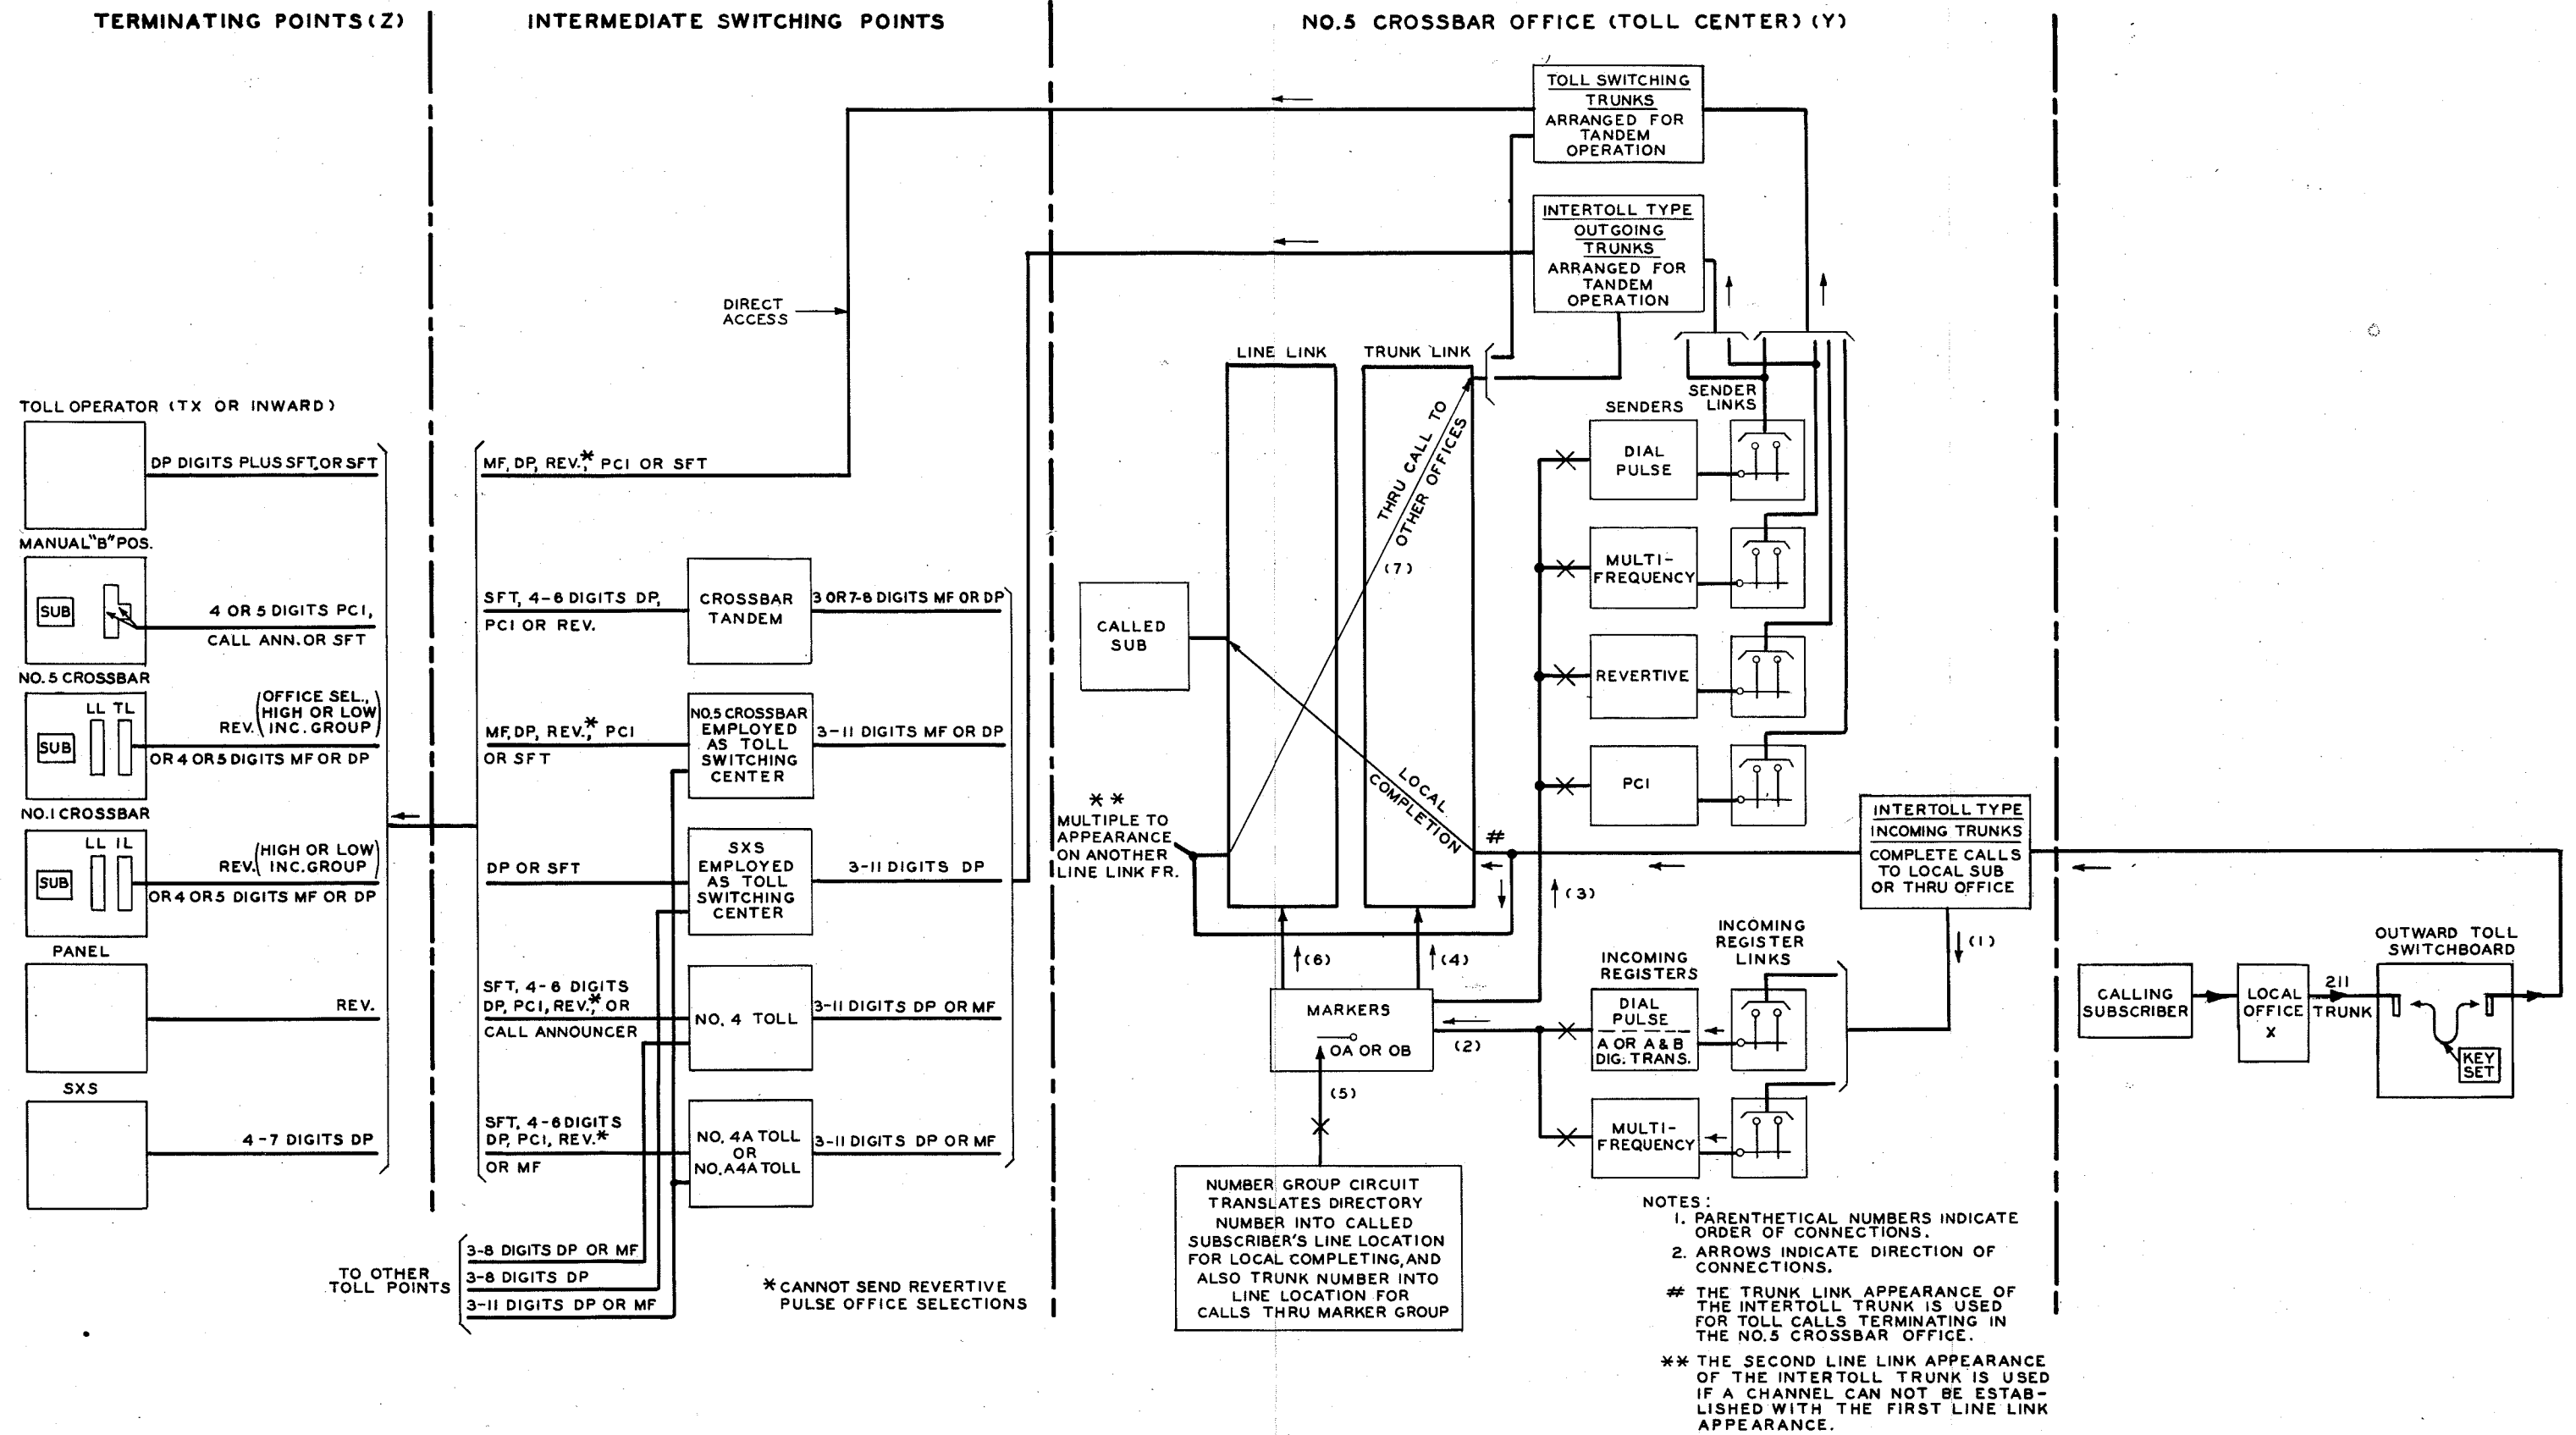 TERMINATING POINTS (Z)
INTERMEDIATE SWITCHING POINTS
NO.5 CROSSBAR OFFICE (TOLL CENTER) (Y)
TOLL OPERATOR (TX OR INWARD)
DP DIGITS PLUS SFT, OR SFT
MANUAL "B" POS.
SUB
4 OR 5 DIGITS PCI,
CALL ANN. OR SFT
NO. 5 CROSSBAR
LL TL
SUB
(OFFICE SEL.,
HIGH OR LOW
REV. INC. GROUP)
OR 4 OR 5 DIGITS MF OR DP
NO. 1 CROSSBAR
LL IL
SUB
(HIGH OR LOW
REV. INC. GROUP)
OR 4 OR 5 DIGITS MF OR DP
PANEL
REV.
SXS
4-7 DIGITS DP
DIRECT
ACCESS
MF, DP, REV.,* PCI OR SFT
SFT, 4-6 DIGITS DP,
PCI OR REV.
CROSSBAR
TANDEM
3 OR 7-8 DIGITS MF OR DP
MF, DP, REV.,* PCI
OR SFT
NO.5 CROSSBAR
EMPLOYED
AS TOLL
SWITCHING
CENTER
3-11 DIGITS MF OR DP
DP OR SFT
SXS
EMPLOYED
AS TOLL
SWITCHING
CENTER
3-11 DIGITS DP
SFT, 4-6 DIGITS
DP, PCI, REV.,* OR
CALL ANNOUNCER
NO. 4 TOLL
3-11 DIGITS DP OR MF
SFT, 4-6 DIGITS
DP, PCI, REV.*
OR MF
NO. 4A TOLL
OR
NO. A4A TOLL
3-11 DIGITS DP OR MF
TO OTHER
TOLL POINTS
3-8 DIGITS DP OR MF
3-8 DIGITS DP
3-11 DIGITS DP OR MF
* CANNOT SEND REVERTIVE
PULSE OFFICE SELECTIONS
TOLL SWITCHING
TRUNKS
ARRANGED FOR
TANDEM
OPERATION
INTERTOLL TYPE
OUTGOING
TRUNKS
ARRANGED FOR
TANDEM
OPERATION
LINE LINK
TRUNK LINK
THRU CALL TO
OTHER OFFICES
(7)
LOCAL
COMPLETION
CALLED
SUB
**
MULTIPLE TO
APPEARANCE
ON ANOTHER
LINE LINK FR.
#
SENDERS
SENDER
LINKS
DIAL
PULSE
MULTI-
FREQUENCY
REVERTIVE
PCI
(3)
(6)
(4)
MARKERS
OA OR OB
(2)
(5)
NUMBER GROUP CIRCUIT
TRANSLATES DIRECTORY
NUMBER INTO CALLED
SUBSCRIBER'S LINE LOCATION
FOR LOCAL COMPLETING, AND
ALSO TRUNK NUMBER INTO
LINE LOCATION FOR
CALLS THRU MARKER GROUP
INTERTOLL TYPE
INCOMING TRUNKS
COMPLETE CALLS
TO LOCAL SUB
OR THRU OFFICE
(1)
INCOMING
REGISTER
LINKS
INCOMING
REGISTERS
DIAL
PULSE
A OR A & B
DIG. TRANS.
MULTI-
FREQUENCY
CALLING
SUBSCRIBER
LOCAL
OFFICE
X
211
TRUNK
OUTWARD TOLL
SWITCHBOARD
KEY
SET
NOTES:
1. PARENTHETICAL NUMBERS INDICATE
ORDER OF CONNECTIONS.
2. ARROWS INDICATE DIRECTION OF
CONNECTIONS.
# THE TRUNK LINK APPEARANCE OF
THE INTERTOLL TRUNK IS USED
FOR TOLL CALLS TERMINATING IN
THE NO.5 CROSSBAR OFFICE.
** THE SECOND LINE LINK APPEARANCE
OF THE INTERTOLL TRUNK IS USED
IF A CHANNEL CAN NOT BE ESTAB-
LISHED WITH THE FIRST LINE LINK
APPEARANCE.